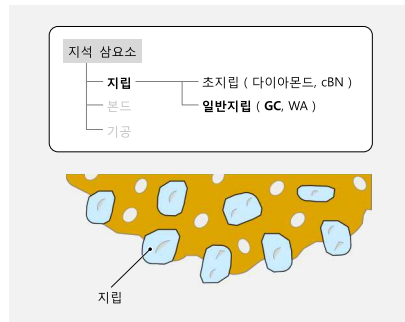 지석 삼요소
지립
초지립 ( 다이아몬드, cBN )
본드
일반지립 ( GC, WA )
기공
지립